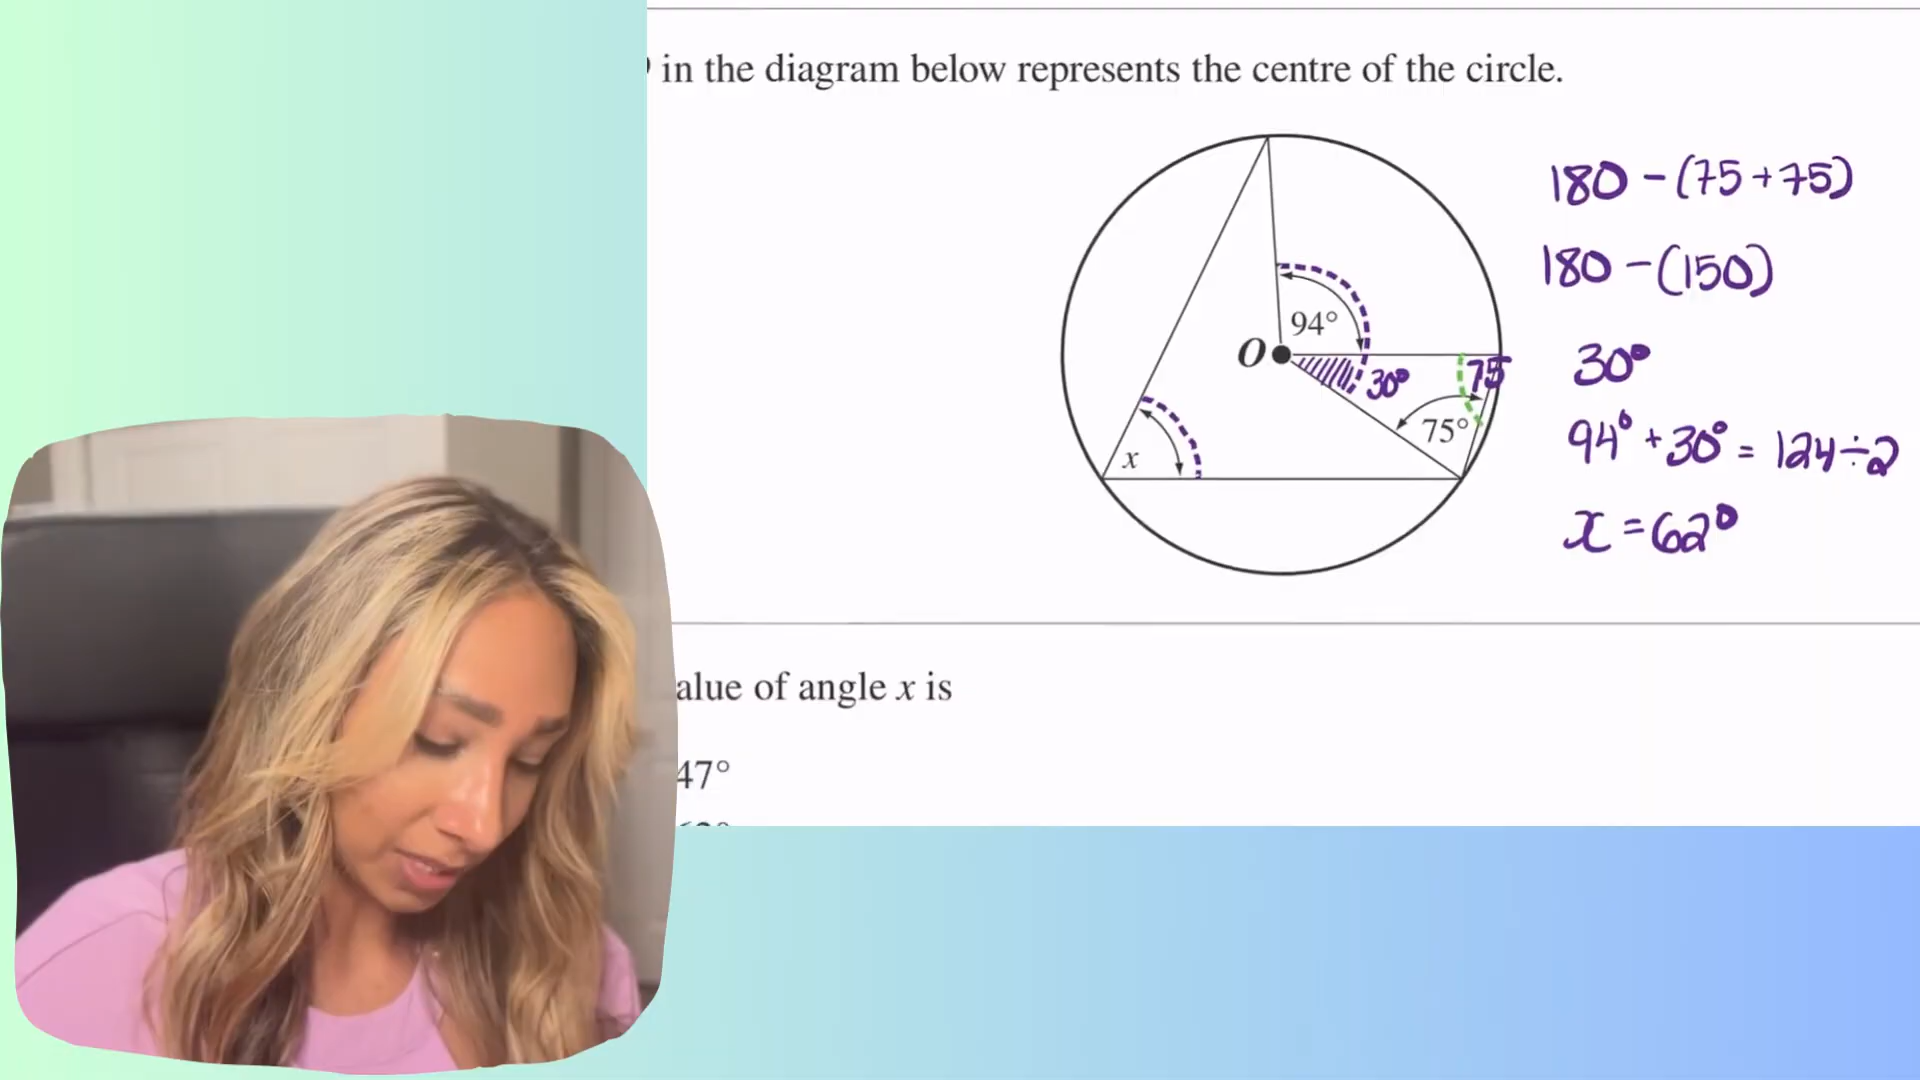 in the diagram below represents the centre of the circle.
180 - (75 + 75)
180 - (150)
94°
O
30°
75
30°
75°
94° + 30° = 124 ÷ 2
x
x = 62°
alue of angle x is
47°